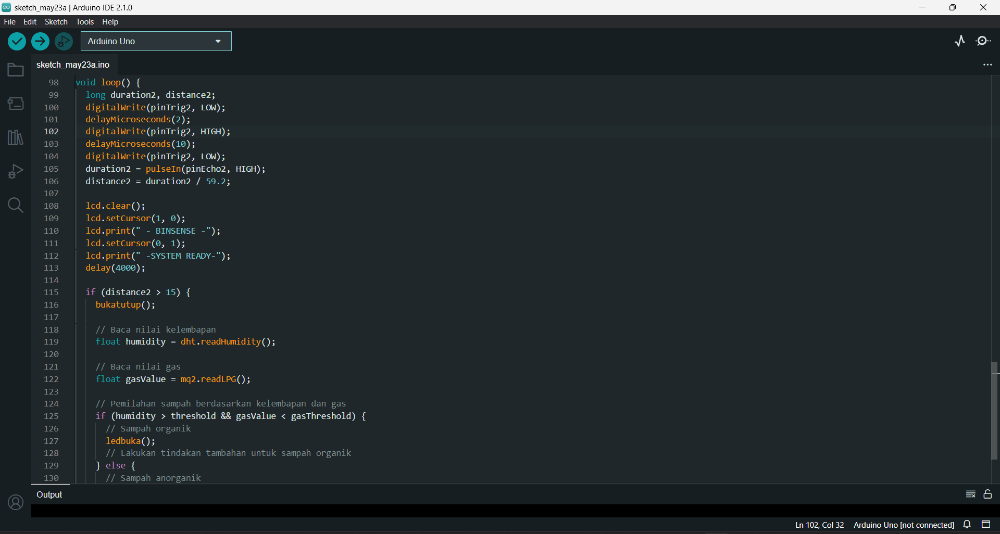 sketch_may23a | Arduino IDE 2.1.0
File Edit Sketch Tools Help
Arduino Uno
sketch_may23a.ino
98 void loop() {
99 long duration2, distance2;
100 digitalWrite(pinTrig2, LOW);
101 delayMicroseconds(2);
102 digitalWrite(pinTrig2, HIGH);
103 delayMicroseconds(10);
104 digitalWrite(pinTrig2, LOW);
105 duration2 = pulseIn(pinEcho2, HIGH);
106 distance2 = duration2 / 59.2;
107
108 lcd.clear();
109 lcd.setCursor(1, 0);
110 lcd.print(" - BINSENSE -");
111 lcd.setCursor(0, 1);
112 lcd.print(" -SYSTEM READY-");
113 delay(4000);
114
115 if (distance2 > 15) {
116 bukatutup();
117
118 // Baca nilai kelembapan
119 float humidity = dht.readHumidity();
120
121 // Baca nilai gas
122 float gasValue = mq2.readLPG();
123
124 // Pemilahan sampah berdasarkan kelembapan dan gas
125 if (humidity > threshold && gasValue < gasThreshold) {
126 // Sampah organik
127 ledbuka();
128 // Lakukan tindakan tambahan untuk sampah organik
129 } else {
130 // Sampah anorganik
Output
Ln 102, Col 32 Arduino Uno [not connected]